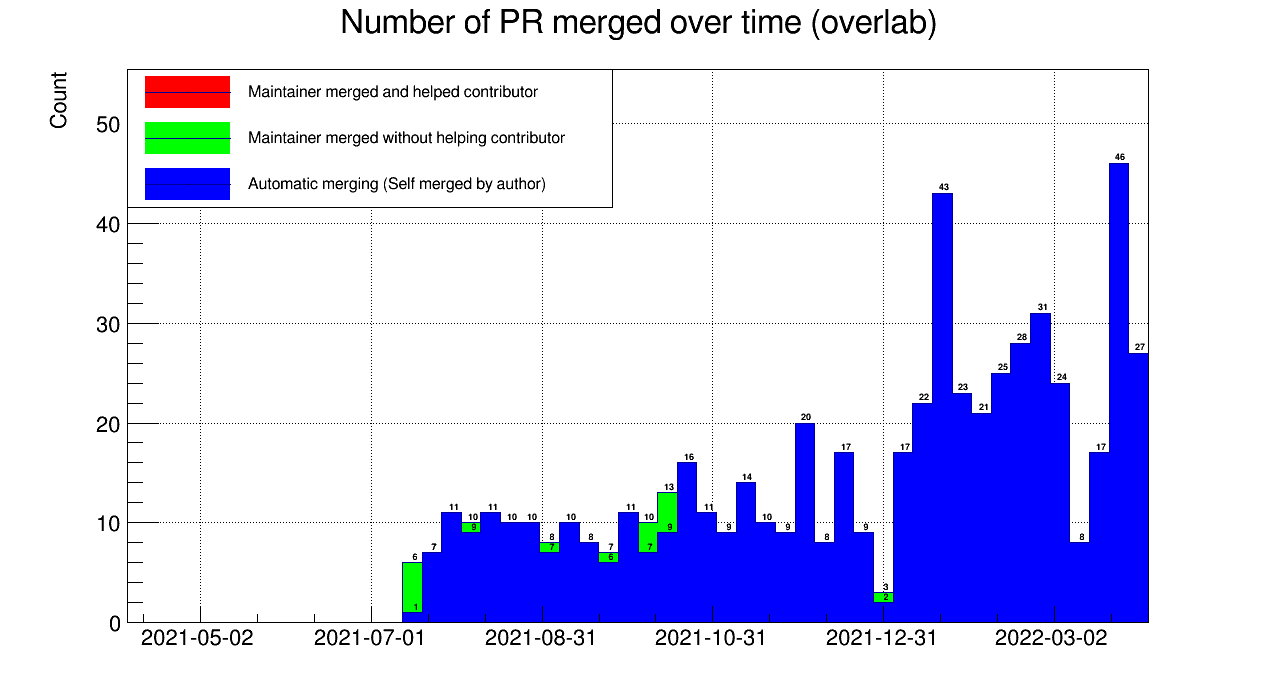 Number of PR merged over time (overlab)
Count
Maintainer merged and helped contributor
Maintainer merged without helping contributor
Automatic merging (Self merged by author)
50
40
30
20
10
0
6 1 7 11 10 9 11 10 10 8 7 10 8 7 6 11 10 7 13 9 16 11 9 14 10 9 20 8 17 9 3 2 17 22 43 23 21 25 28 31 24 8 17 46 27
2021-05-02 2021-07-01 2021-08-31 2021-10-31 2021-12-31 2022-03-02